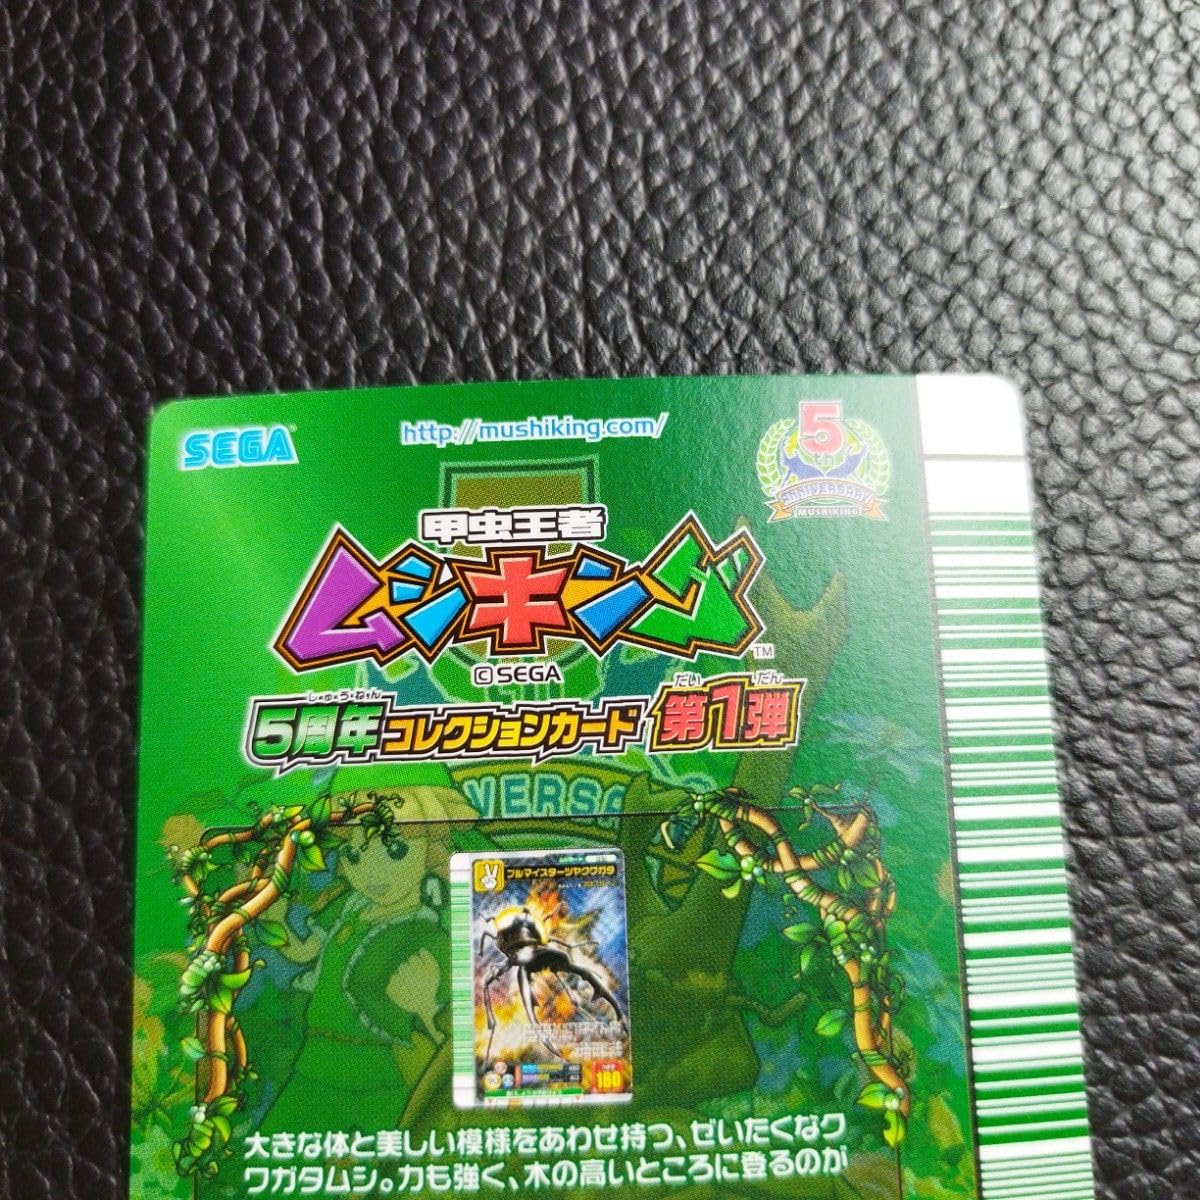 SEGA
http://mushiking.com/
5th
ANNIVERSARY
MUSHIKING
甲虫王者
ムシキング
TM
©SEGA
しゅう・ねん
だい だん
5周年コレクションカード 第1弾
VERSA
ブルマイスターツヤクワガタ
180
大きな体と美しい模様をあわせ持つ、ぜいたくなク
ワガタムシ。力も強く、木の高いところに登るのが